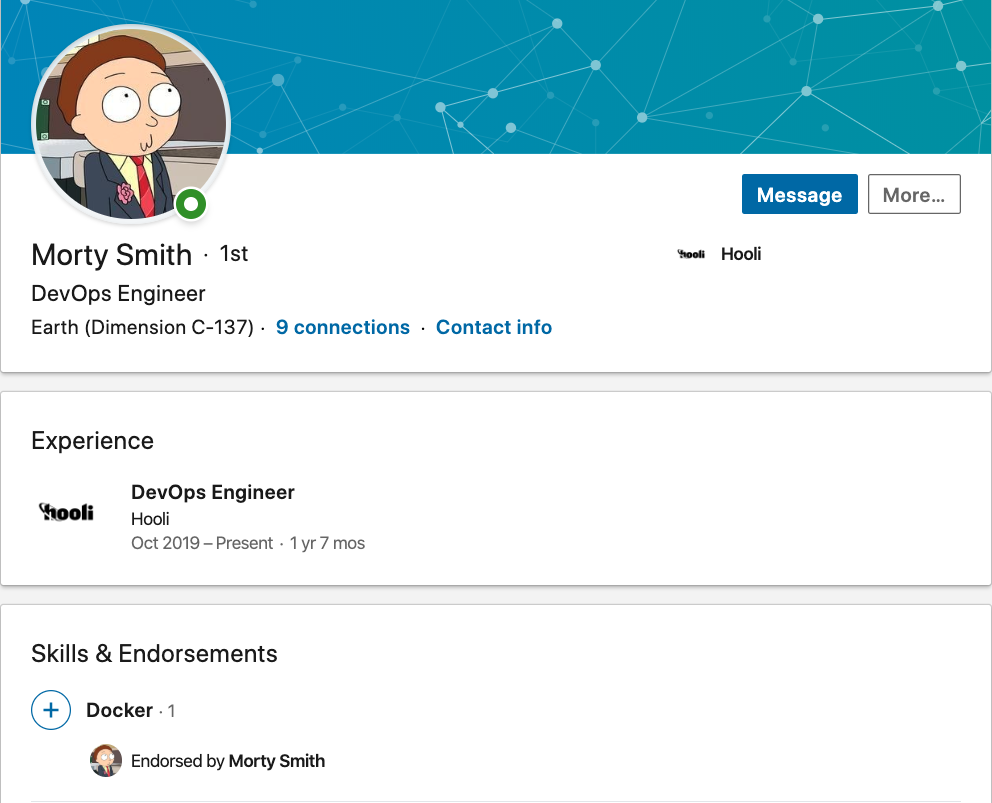 Message
More...
Morty Smith · 1st
hooli
Hooli
DevOps Engineer
Earth (Dimension C-137) · 9 connections · Contact info
Experience
hooli
DevOps Engineer
Hooli
Oct 2019 – Present · 1 yr 7 mos
Skills & Endorsements
Docker · 1
Endorsed by Morty Smith